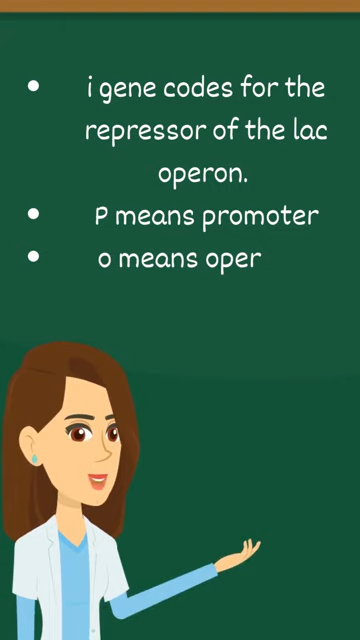 • i gene codes for the
repressor of the lac
operon.
• P means promoter
• o means oper